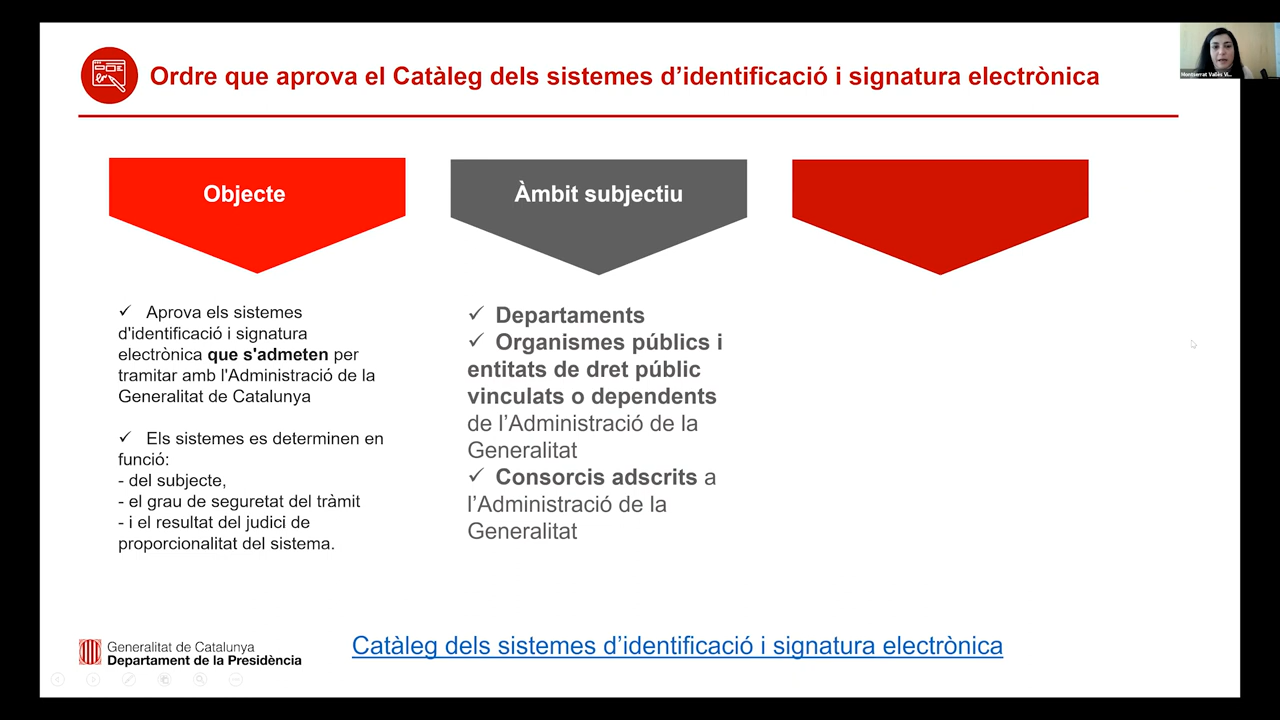 Ordre que aprova el Catàleg dels sistemes d’identificació i signatura electrònica
Montserrat Vallès Vi...
Objecte
Àmbit subjectiu
✓ Aprova els sistemes
d'identificació i signatura
electrònica que s'admeten per
tramitar amb l'Administració de la
Generalitat de Catalunya
✓ Els sistemes es determinen en
funció:
- del subjecte,
- el grau de seguretat del tràmit
- i el resultat del judici de
proporcionalitat del sistema.
✓ Departaments
✓ Organismes públics i
entitats de dret públic
vinculats o dependents
de l’Administració de la
Generalitat
✓ Consorcis adscrits a
l’Administració de la
Generalitat
Generalitat de Catalunya
Departament de la Presidència
Catàleg dels sistemes d’identificació i signatura electrònica